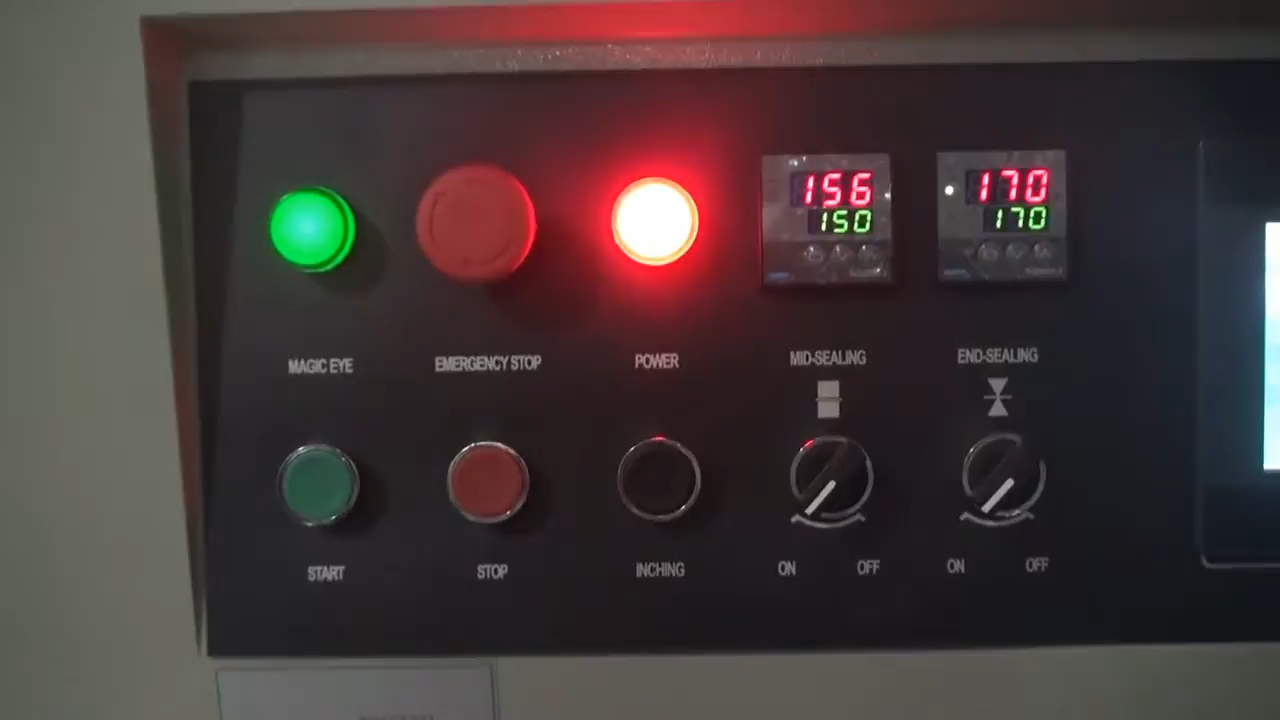 156
150
170
170
MAGIC EYE
EMERGENCY STOP
POWER
MID-SEALING
END-SEALING
START
STOP
INCHING
ON
OFF
ON
OFF